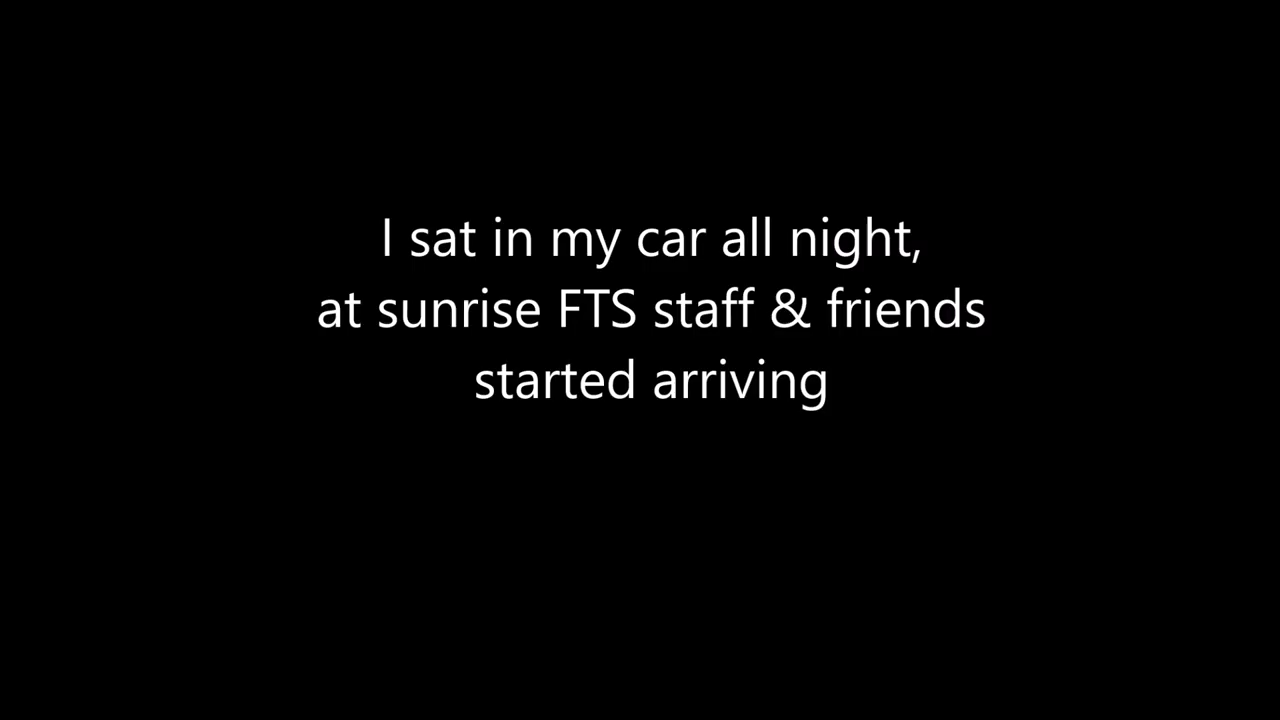 I sat in my car all night,
at sunrise FTS staff & friends
started arriving